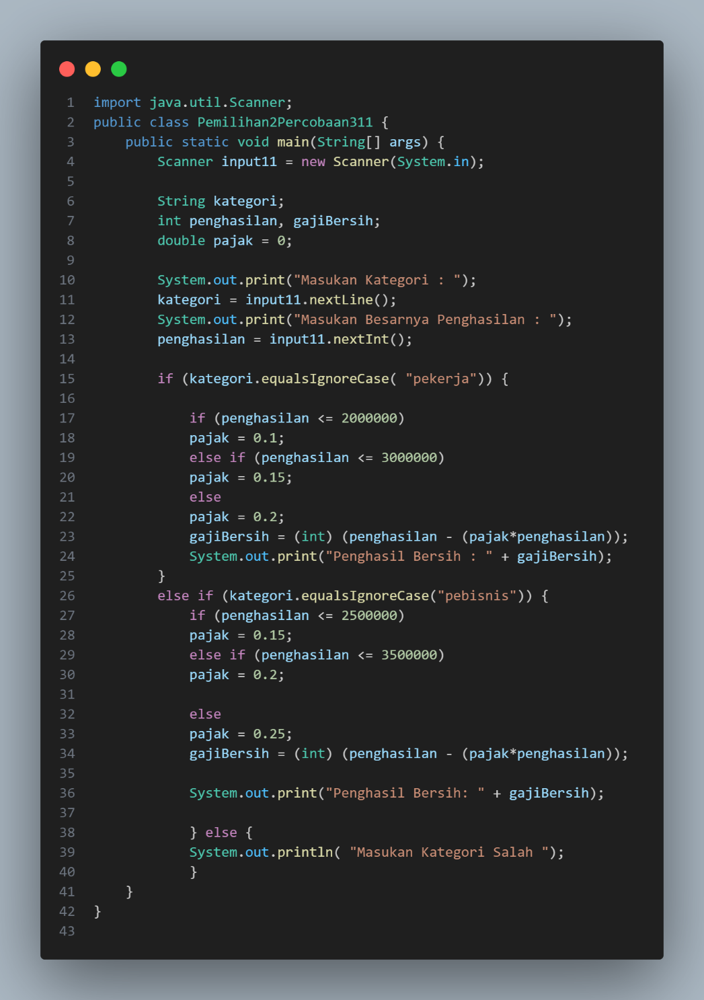 1 import java.util.Scanner;
2 public class Pemilihan2Percobaan311 {
3     public static void main(String[] args) {
4         Scanner input11 = new Scanner(System.in);
5
6         String kategori;
7         int penghasilan, gajiBersih;
8         double pajak = 0;
9
10         System.out.print("Masukan Kategori : ");
11         kategori = input11.nextLine();
12         System.out.print("Masukan Besarnya Penghasilan : ");
13         penghasilan = input11.nextInt();
14
15         if (kategori.equalsIgnoreCase( "pekerja")) {
16
17             if (penghasilan <= 2000000)
18             pajak = 0.1;
19             else if (penghasilan <= 3000000)
20             pajak = 0.15;
21             else
22             pajak = 0.2;
23             gajiBersih = (int) (penghasilan - (pajak*penghasilan));
24             System.out.print("Penghasil Bersih : " + gajiBersih);
25         }
26         else if (kategori.equalsIgnoreCase("pebisnis")) {
27             if (penghasilan <= 2500000)
28             pajak = 0.15;
29             else if (penghasilan <= 3500000)
30             pajak = 0.2;
31
32             else
33             pajak = 0.25;
34             gajiBersih = (int) (penghasilan - (pajak*penghasilan));
35
36             System.out.print("Penghasil Bersih: " + gajiBersih);
37
38             } else {
39             System.out.println( "Masukan Kategori Salah ");
40             }
41     }
42 }
43